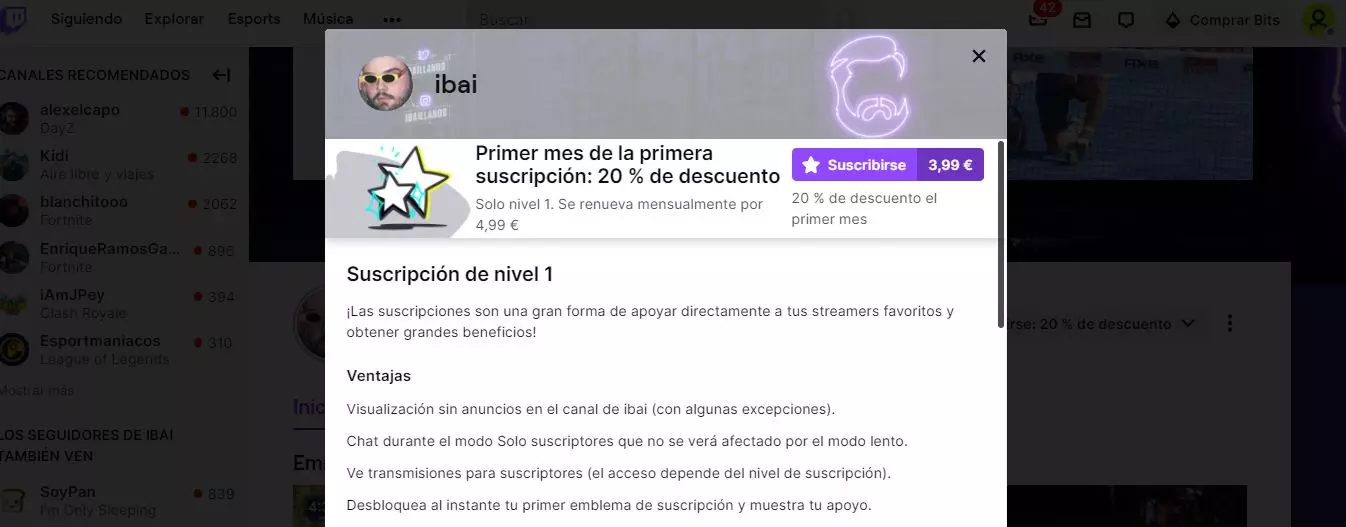 Siguiendo Explorar Esports Música ••• Buscar 42 Comprar Bits
CANALES RECOMENDADOS
alexelcapo 11.800
DayZ
Kidi 2268
Aire libre y viajes
blanchitooo 2062
Fortnite
EnriqueRamosGa... 896
Fortnite
iAmJPey 394
Clash Royale
Esportmaniacos 310
League of Legends
Mostrar más
LOS SEGUIDORES DE IBAI
TAMBIÉN VEN
SoyPan 839
I'm Only Sleeping
ibai
IBAILLANOS
Primer mes de la primera
suscripción: 20 % de descuento
Solo nivel 1. Se renueva mensualmente por
4,99 €
Suscribirse 3,99 €
20 % de descuento el
primer mes
Suscripción de nivel 1
¡Las suscripciones son una gran forma de apoyar directamente a tus streamers favoritos y
obtener grandes beneficios!
Ventajas
Visualización sin anuncios en el canal de ibai (con algunas excepciones).
Chat durante el modo Solo suscriptores que no se verá afectado por el modo lento.
Ve transmisiones para suscriptores (el acceso depende del nivel de suscripción).
Desbloquea al instante tu primer emblema de suscripción y muestra tu apoyo.
AXE
rse: 20 % de descuento
Inic